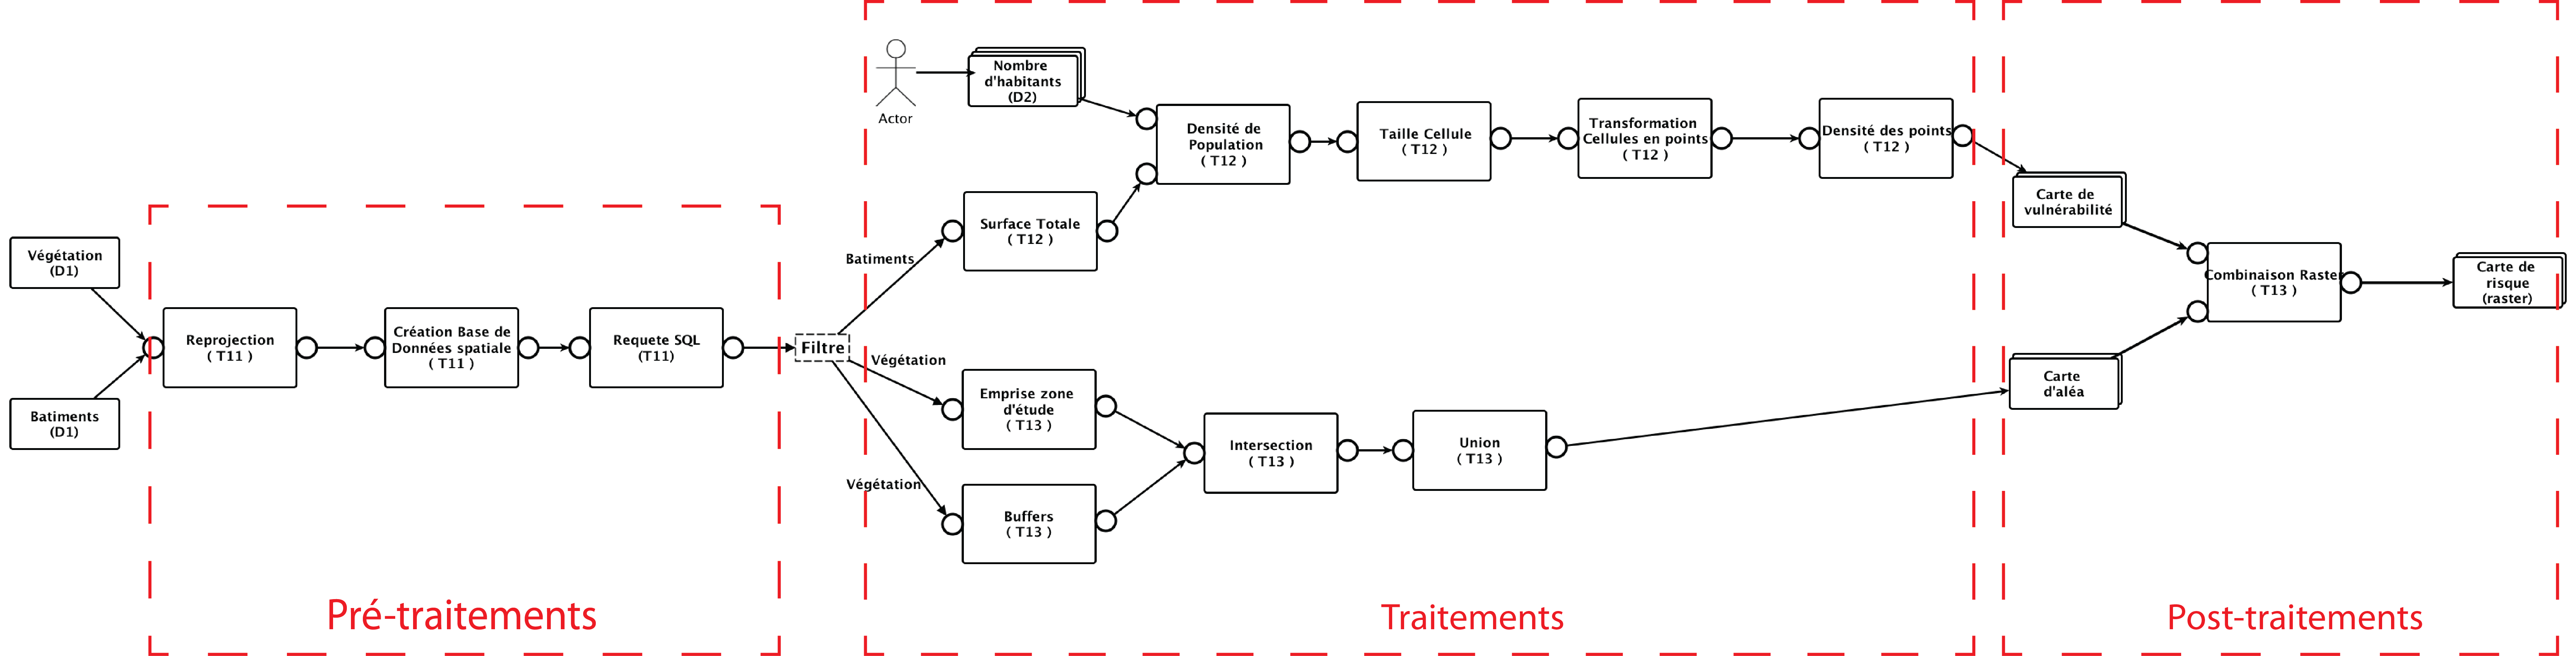 Végétation
(D1)
Batiments
(D1)
Reprojection
( T11 )
Création Base de
Données spatiale
( T11 )
Requete SQL
(T11)
Pré-traitements
Filtre
Batiments
Végétation
Végétation
Actor
Nombre
d'habitants
(D2)
Surface Totale
( T12 )
Densité de
Population
( T12 )
Taille Cellule
( T12 )
Transformation
Cellules en points
( T12 )
Densité des points
( T12 )
Emprise zone
d'étude
( T13 )
Buffers
( T13 )
Intersection
( T13 )
Union
( T13 )
Traitements
Carte de
vulnérabilité
Carte
d'aléa
Combinaison Raster
( T13 )
Carte de
risque
(raster)
Post-traitements